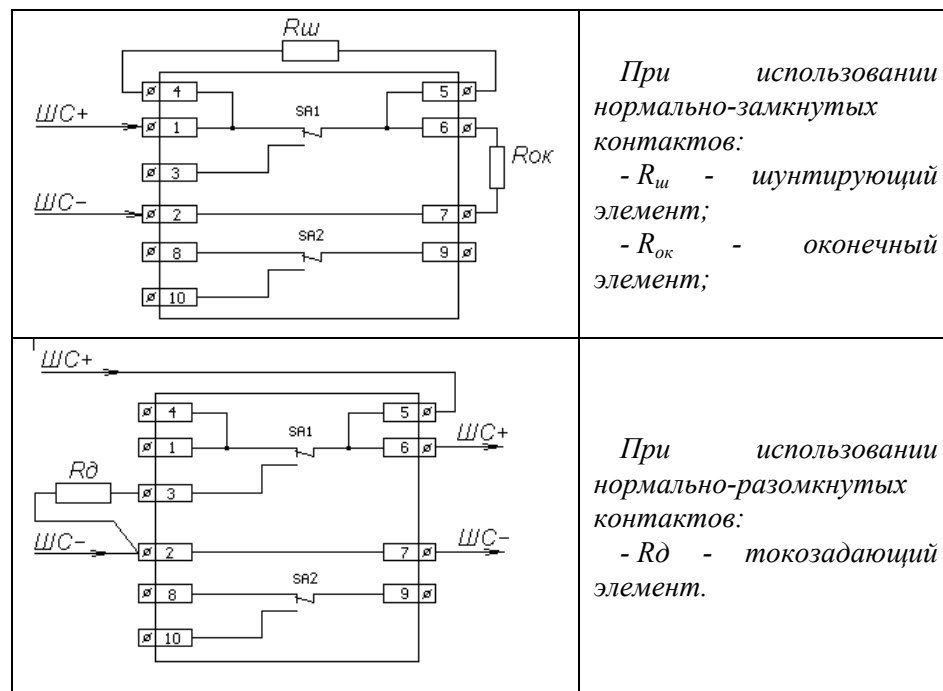 Rш
4
5
ШС+
1
SA1
6
Rок
3
ШС-
2
7
SA2
8
9
10
При использовании
нормально-замкнутых
контактов:
- Rш - шунтирующий
элемент;
- Rок - оконечный
элемент;
ШС+
4
5
SA1
ШС+
1
6
Rд
3
ШС-
2
7
ШС-
SA2
8
9
10
При использовании
нормально-разомкнутых
контактов:
- Rд - токозадающий
элемент.